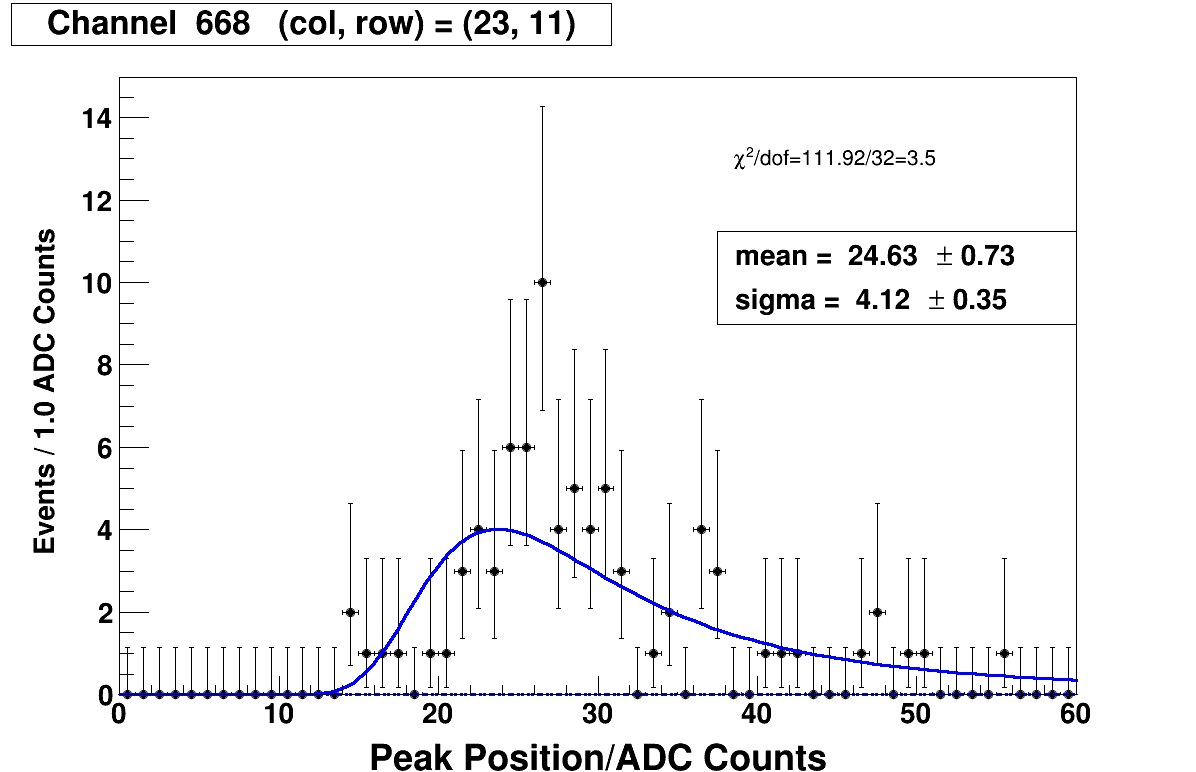 Channel 668 (col, row) = (23, 11)
14
12
10
8
6
4
2
0
Events / 1.0 ADC Counts
χ²/dof=111.92/32=3.5
mean = 24.63 ± 0.73
sigma = 4.12 ± 0.35
0 10 20 30 40 50 60
Peak Position/ADC Counts